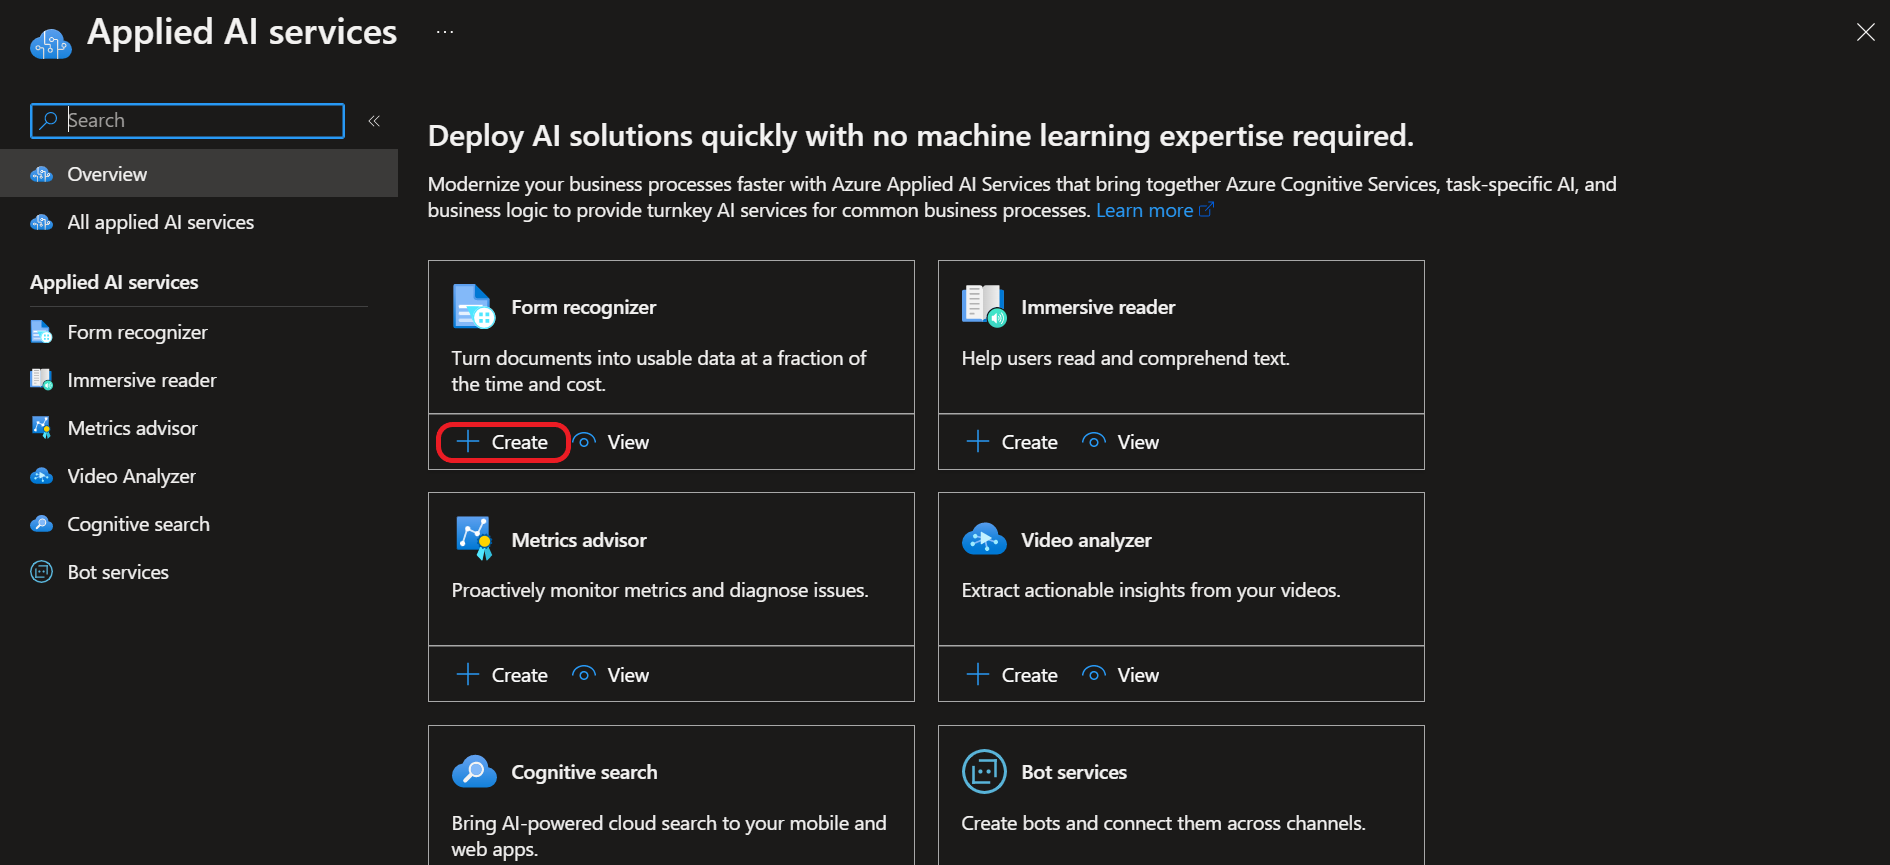 Applied AI services
...
Search
«
Overview
All applied AI services
Applied AI services
Form recognizer
Immersive reader
Metrics advisor
Video Analyzer
Cognitive search
Bot services
Deploy AI solutions quickly with no machine learning expertise required.
Modernize your business processes faster with Azure Applied AI Services that bring together Azure Cognitive Services, task-specific AI, and
business logic to provide turnkey AI services for common business processes. Learn more
Form recognizer
Turn documents into usable data at a fraction of
the time and cost.
Create View
Immersive reader
Help users read and comprehend text.
Create View
Metrics advisor
Proactively monitor metrics and diagnose issues.
Create View
Video analyzer
Extract actionable insights from your videos.
Create View
Cognitive search
Bring AI-powered cloud search to your mobile and
web apps.
Bot services
Create bots and connect them across channels.